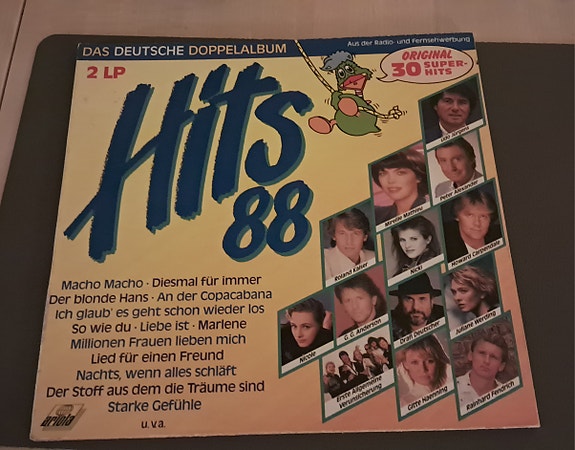 DAS DEUTSCHE DOPPELALBUM
Aus der Radio- und Fernsehwerbung
2 LP
ORIGINAL
30 SUPER-
HITS
Hits
88
Udo Jürgens
Peter Alexander
Mireille Mathieu
Howard Carpendale
Nicki
Roland Kaiser
Juliane Werding
Drafi Deutscher
G. G. Anderson
Nicole
Rainhard Fendrich
Gitte Haenning
Erste Allgemeine
Verunsicherung
Macho Macho · Diesmal für immer
Der blonde Hans · An der Copacabana
Ich glaub' es geht schon wieder los
So wie du · Liebe ist · Marlene
Millionen Frauen lieben mich
Lied für einen Freund
Nachts, wenn alles schläft
Der Stoff aus dem die Träume sind
Starke Gefühle
u.v.a.
ariola